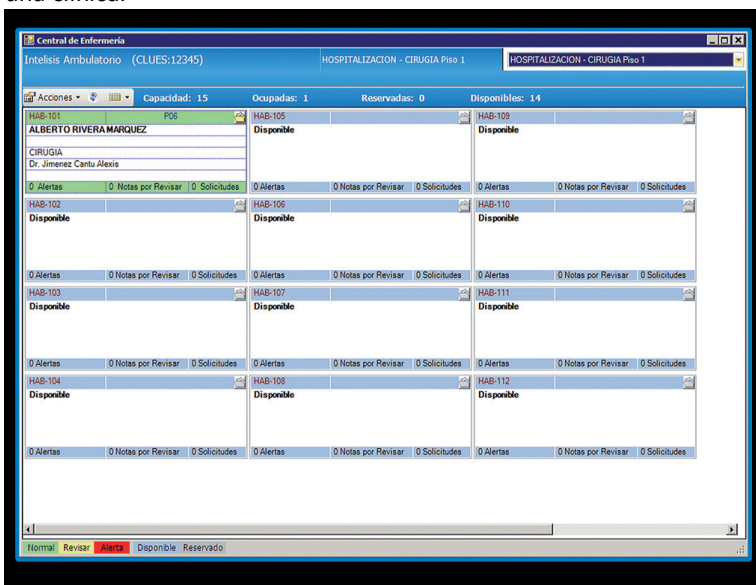 Central de Enfermería
Intelisis Ambulatorio (CLUES:12345) HOSPITALIZACION - CIRUGIA Piso 1 HOSPITALIZACION - CIRUGIA Piso 1
Acciones Capacidad: 15 Ocupadas: 1 Reservadas: 0 Disponibles: 14
HAB-101 P06 HAB-105 HAB-109
ALBERTO RIVERA MARQUEZ Disponible Disponible
CIRUGIA
Dr. Jimenez Cantu Alexis
0 Alertas 0 Notas por Revisar 0 Solicitudes 0 Alertas 0 Notas por Revisar 0 Solicitudes 0 Alertas 0 Notas por Revisar 0 Solicitudes
HAB-102 HAB-106 HAB-110
Disponible Disponible Disponible
0 Alertas 0 Notas por Revisar 0 Solicitudes 0 Alertas 0 Notas por Revisar 0 Solicitudes 0 Alertas 0 Notas por Revisar 0 Solicitudes
HAB-103 HAB-107 HAB-111
Disponible Disponible Disponible
0 Alertas 0 Notas por Revisar 0 Solicitudes 0 Alertas 0 Notas por Revisar 0 Solicitudes 0 Alertas 0 Notas por Revisar 0 Solicitudes
HAB-104 HAB-108 HAB-112
Disponible Disponible Disponible
0 Alertas 0 Notas por Revisar 0 Solicitudes 0 Alertas 0 Notas por Revisar 0 Solicitudes 0 Alertas 0 Notas por Revisar 0 Solicitudes
Normal Revisar Alerta Disponible Reservado